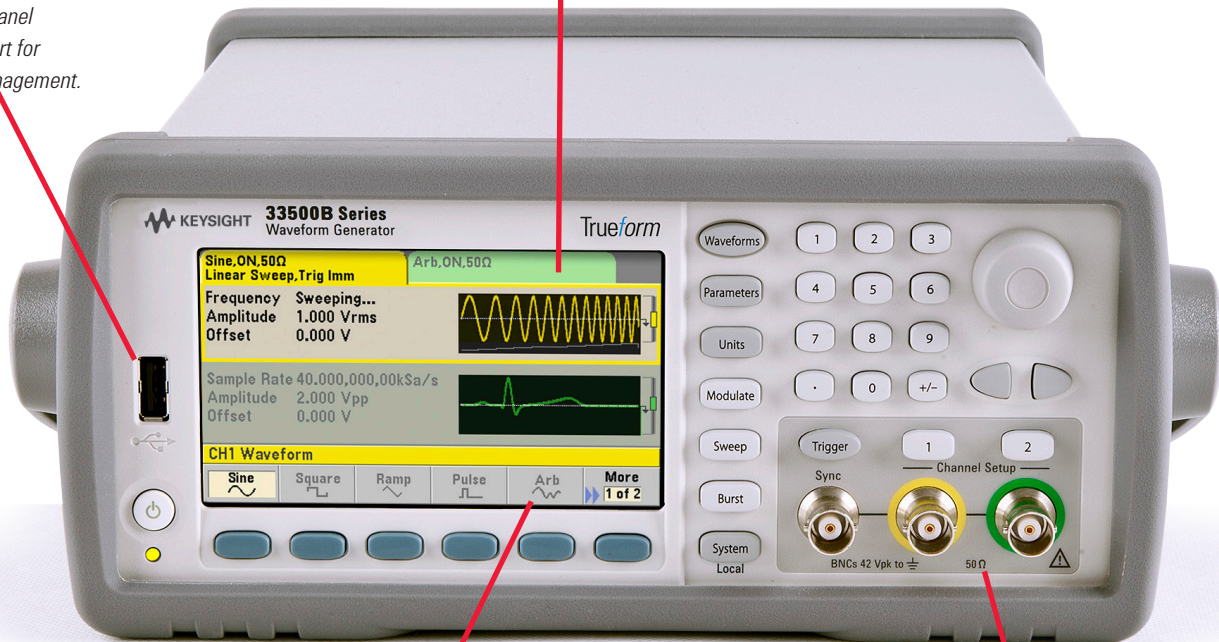 anel
rt for
nagement.
KEYSIGHT 33500B Series
Waveform Generator
Trueform
Sine,ON,50Ω
Linear Sweep,Trig Imm
Arb,ON,50Ω
Frequency Sweeping...
Amplitude 1.000 Vrms
Offset 0.000 V
Sample Rate 40.000,000,00kSa/s
Amplitude 2.000 Vpp
Offset 0.000 V
CH1 Waveform
Sine Square Ramp Pulse Arb More
1 of 2
Waveforms 1 2 3
Parameters 4 5 6
Units 7 8 9
Modulate . 0 +/-
Sweep Trigger 1 2
Channel Setup
Sync
Burst
System
Local
BNCs 42 Vpk to 50 Ω